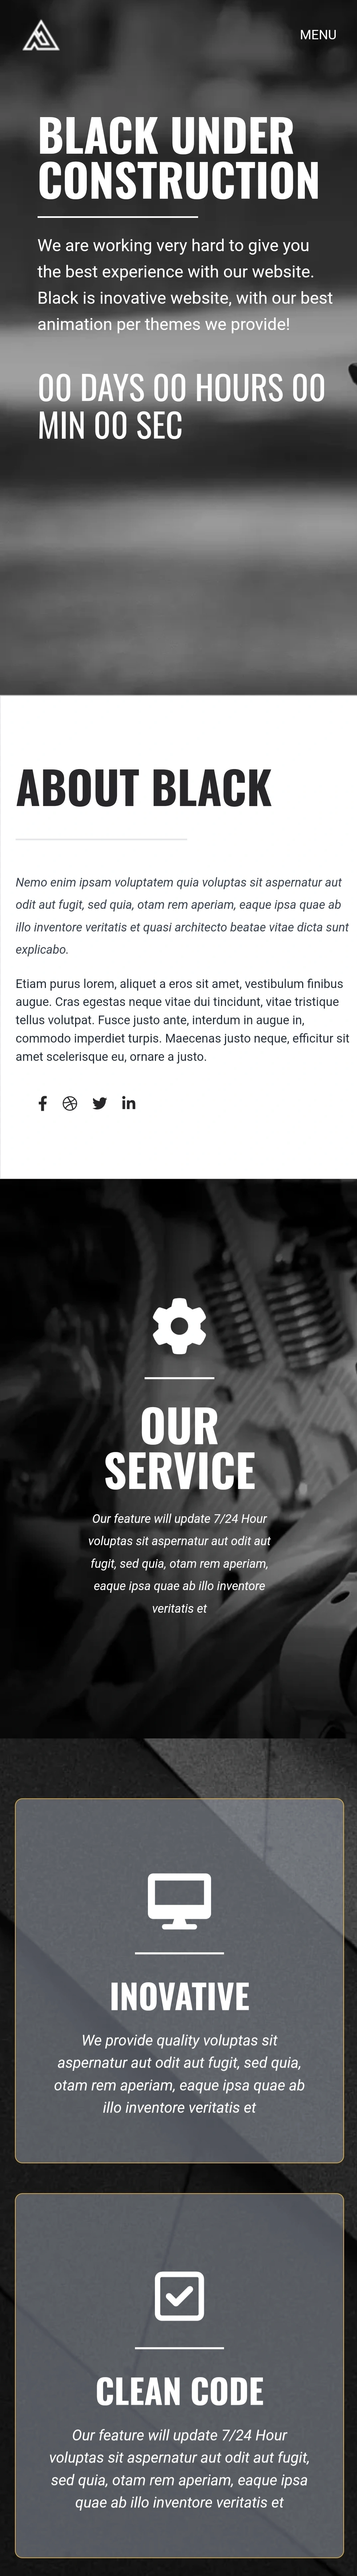 MENU
BLACK UNDER
CONSTRUCTION
We are working very hard to give you
the best experience with our website.
Black is inovative website, with our best
animation per themes we provide!
00 DAYS 00 HOURS 00
MIN 00 SEC
ABOUT BLACK
Nemo enim ipsam voluptatem quia voluptas sit aspernatur aut
odit aut fugit, sed quia, otam rem aperiam, eaque ipsa quae ab
illo inventore veritatis et quasi architecto beatae vitae dicta sunt
explicabo.
Etiam purus lorem, aliquet a eros sit amet, vestibulum finibus
augue. Cras egestas neque vitae dui tincidunt, vitae tristique
tellus volutpat. Fusce justo ante, interdum in augue in,
commodo imperdiet turpis. Maecenas justo neque, efficitur sit
amet scelerisque eu, ornare a justo.
OUR
SERVICE
Our feature will update 7/24 Hour
voluptas sit aspernatur aut odit aut
fugit, sed quia, otam rem aperiam,
eaque ipsa quae ab illo inventore
veritatis et
INOVATIVE
We provide quality voluptas sit
aspernatur aut odit aut fugit, sed quia,
otam rem aperiam, eaque ipsa quae ab
illo inventore veritatis et
CLEAN CODE
Our feature will update 7/24 Hour
voluptas sit aspernatur aut odit aut fugit,
sed quia, otam rem aperiam, eaque ipsa
quae ab illo inventore veritatis et